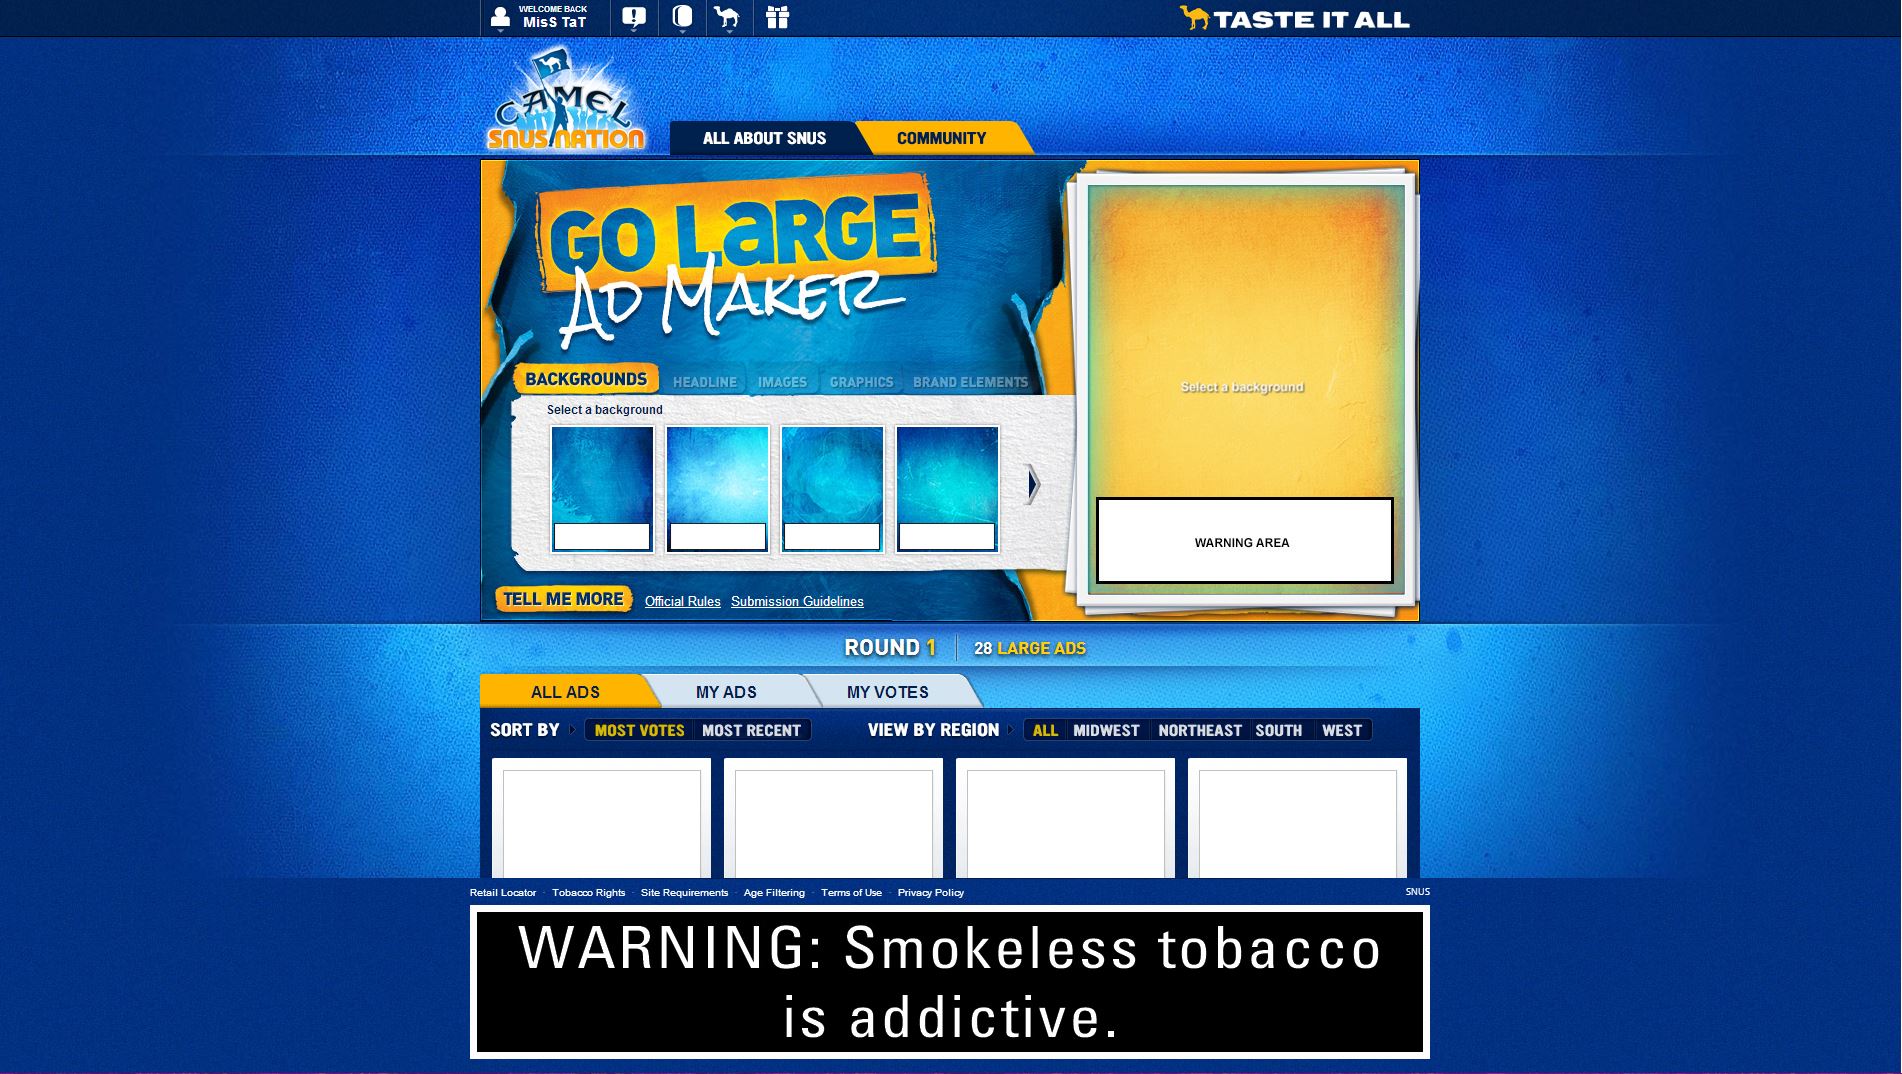 WELCOME BACK
MisS TaT
TASTE IT ALL
CAMEL
SNUS NATION
ALL ABOUT SNUS
COMMUNITY
GO LaRGE
AD MAKER
BACKGROUNDS
HEADLINE
IMAGES
GRAPHICS
BRAND ELEMENTS
Select a background
Select a background
WARNING AREA
TELL ME MORE
Official Rules
Submission Guidelines
ROUND 1
28 LARGE ADS
ALL ADS
MY ADS
MY VOTES
SORT BY
MOST VOTES
MOST RECENT
VIEW BY REGION
ALL
MIDWEST
NORTHEAST
SOUTH
WEST
Retail Locator - Tobacco Rights - Site Requirements - Age Filtering - Terms of Use - Privacy Policy
SNUS
WARNING: Smokeless tobacco
is addictive.